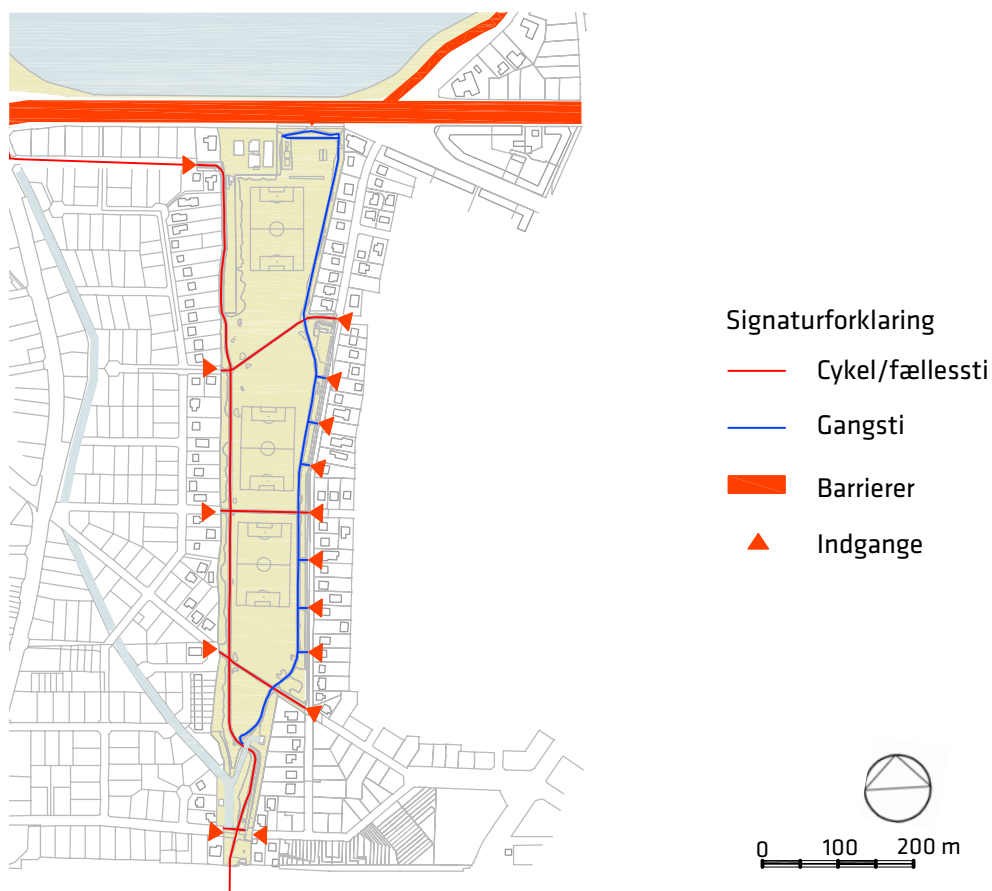 Signaturforklaring
Cykel/fællessti
Gangsti
Barrierer
Indgange
0 100 200 m